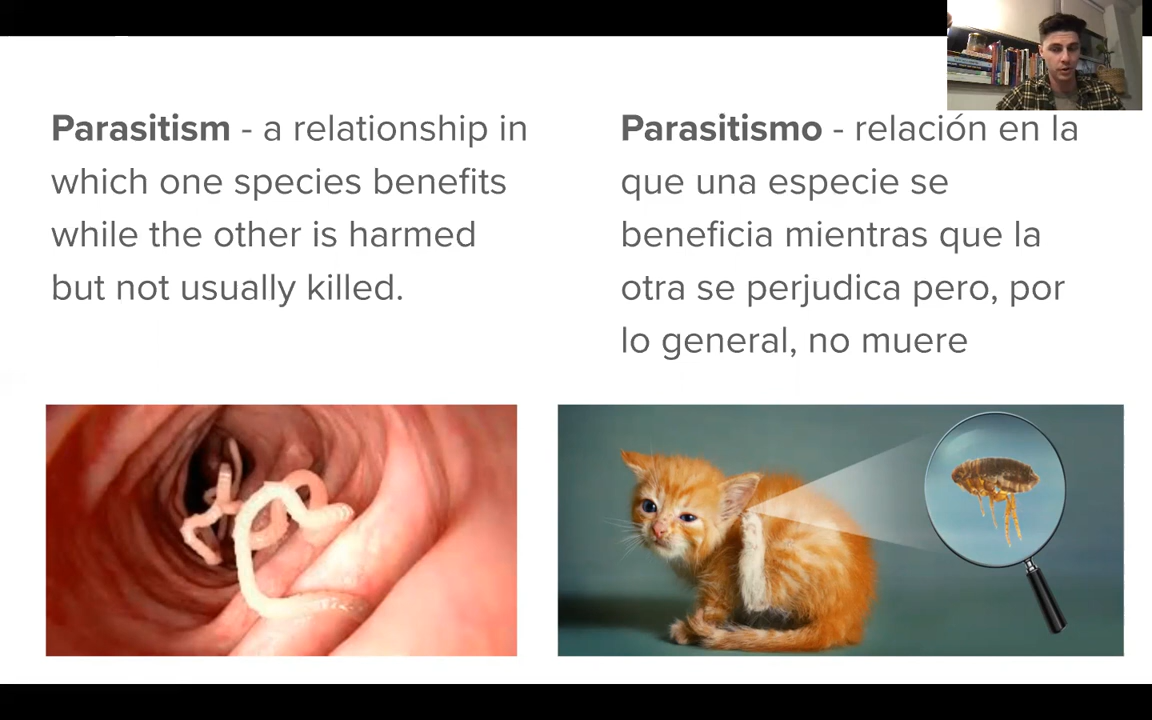 Parasitism - a relationship in
which one species benefits
while the other is harmed
but not usually killed.
Parasitismo - relación en la
que una especie se
beneficia mientras que la
otra se perjudica pero, por
lo general, no muere